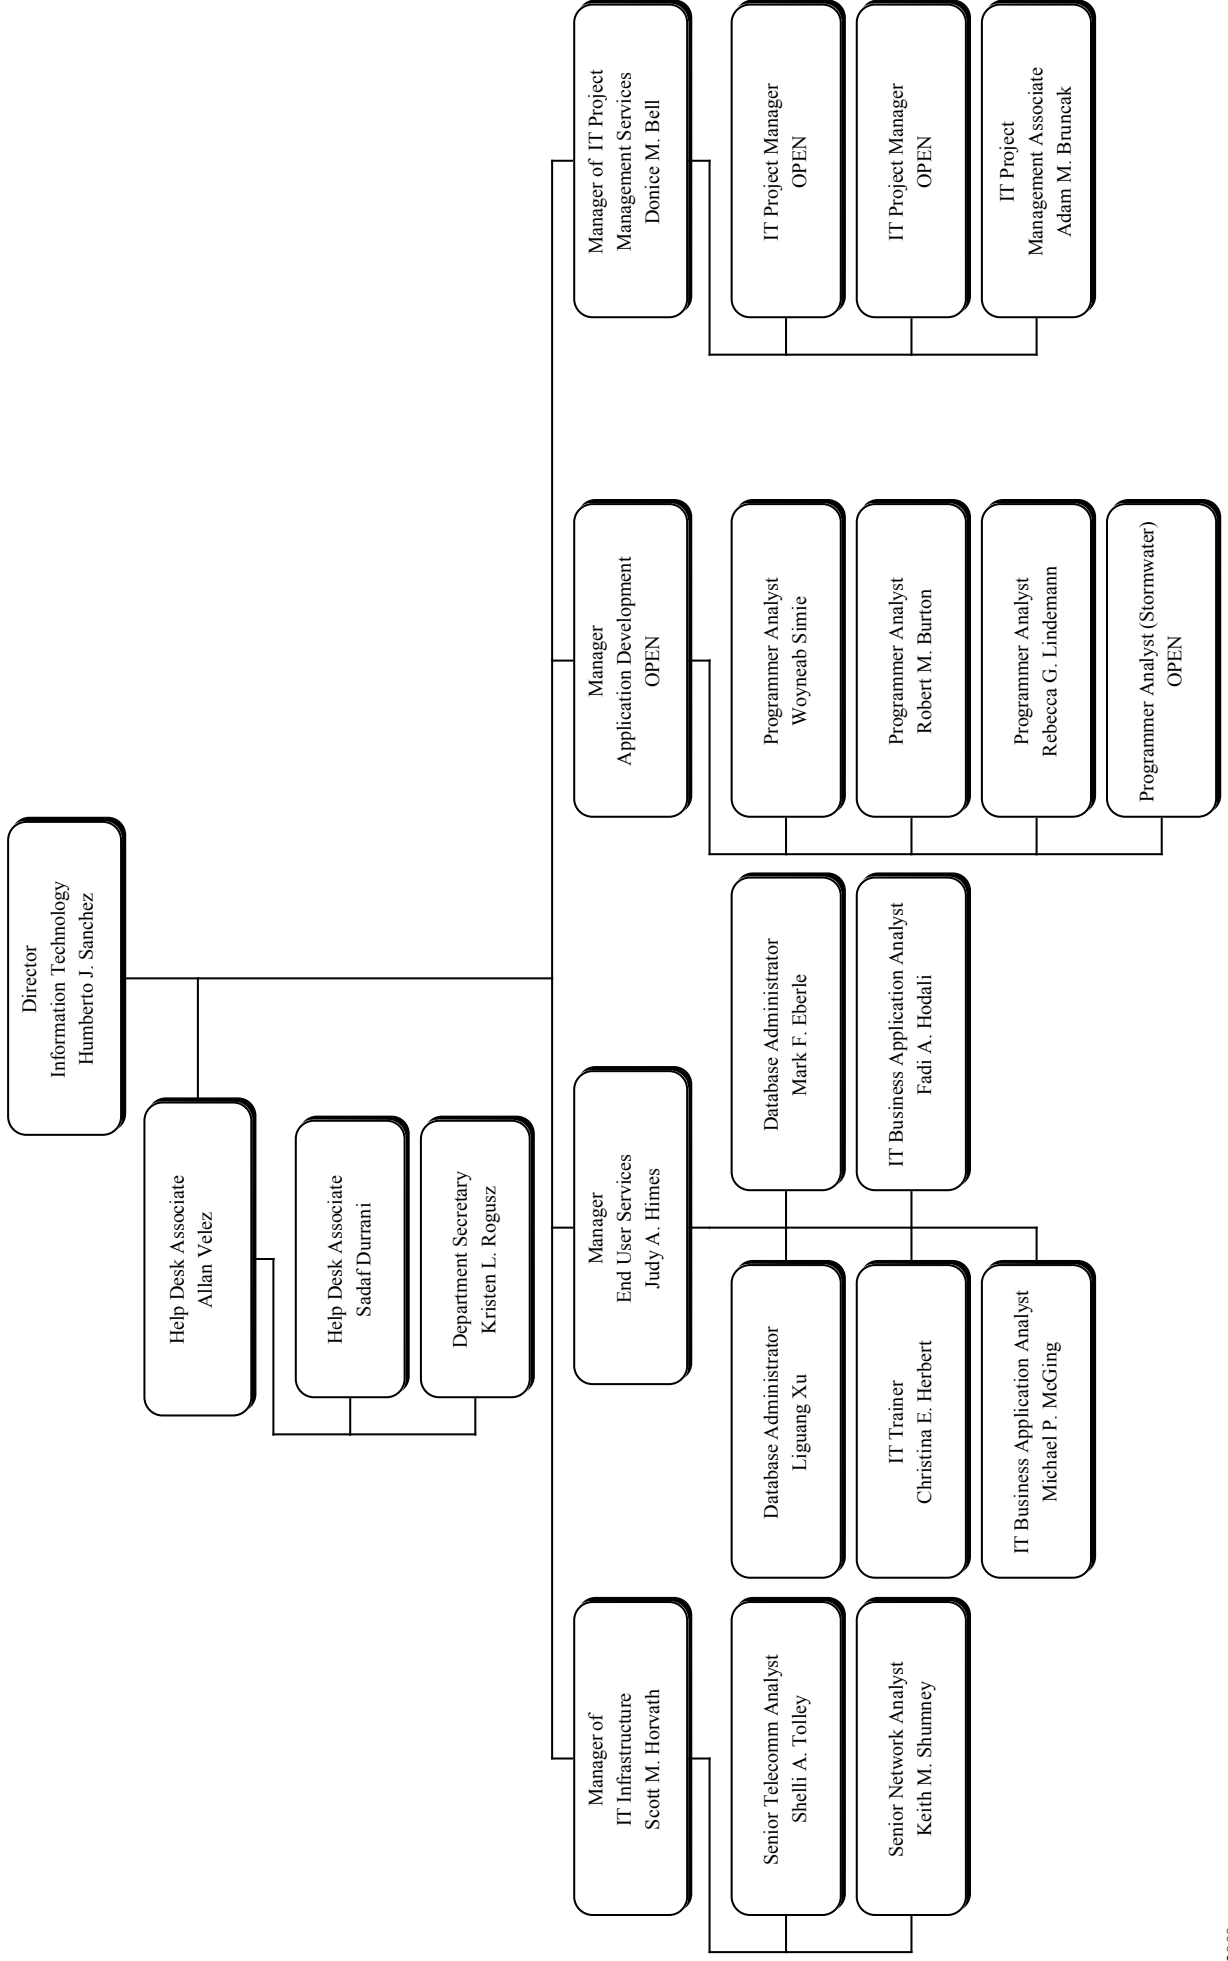 Director
Information Technology
Humberto J. Sanchez
Help Desk Associate
Allan Velez
Help Desk Associate
Sadaf Durrani
Department Secretary
Kristen L. Rogusz
Manager of
IT Infrastructure
Scott M. Horvath
Senior Telecomm Analyst
Shelli A. Tolley
Senior Network Analyst
Keith M. Shumney
Manager
End User Services
Judy A. Himes
Database Administrator
Liguang Xu
Database Administrator
Mark F. Eberle
IT Trainer
Christina E. Herbert
IT Business Application Analyst
Fadi A. Hodali
IT Business Application Analyst
Michael P. McGing
Manager
Application Development
OPEN
Programmer Analyst
Woyneab Simie
Programmer Analyst
Robert M. Burton
Programmer Analyst
Rebecca G. Lindemann
Programmer Analyst (Stormwater)
OPEN
Manager of IT Project
Management Services
Donice M. Bell
IT Project Manager
OPEN
IT Project Manager
OPEN
IT Project
Management Associate
Adam M. Bruncak